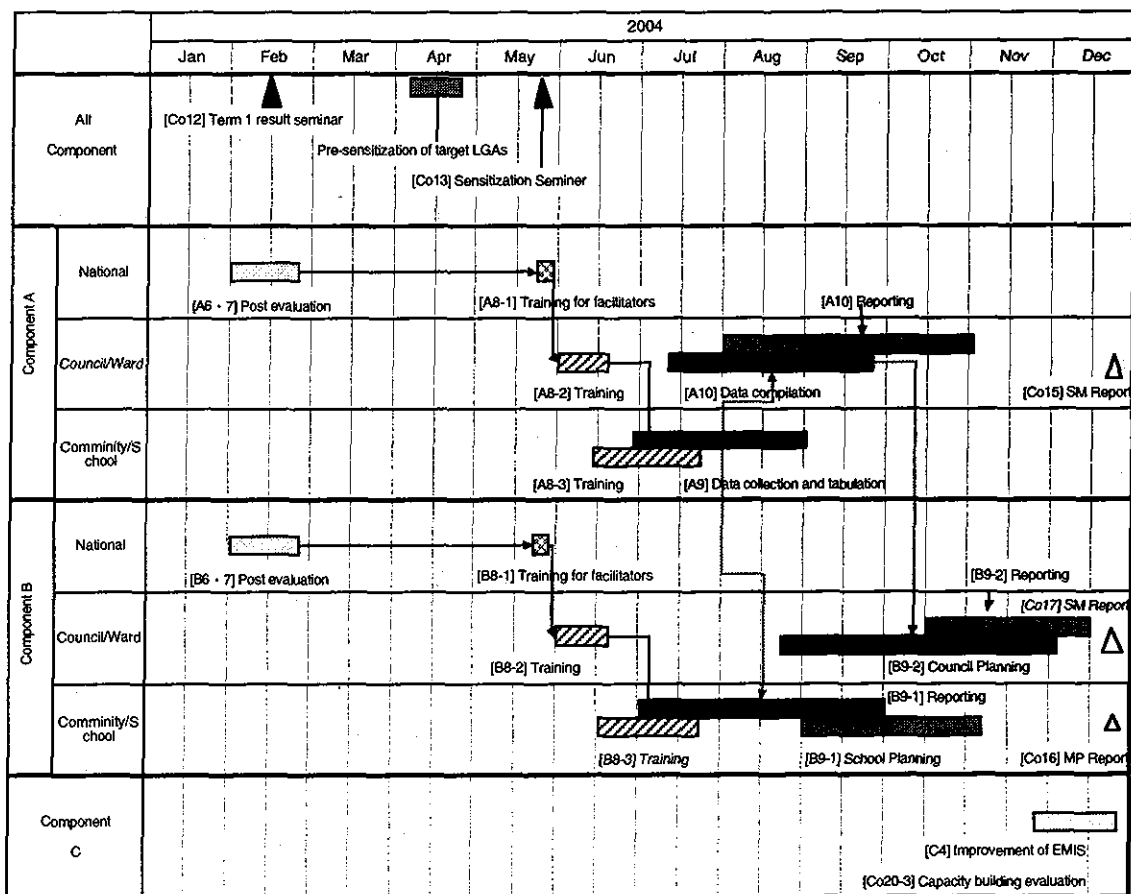 2004
Jan Feb Mar Apr May Jun Jul Aug Sep Oct Nov Dec
All
Component
[Co12] Term 1 result seminar
Pre-sensitization of target LGAs
[Co13] Sensitization Seminer
Component A
National
[A6・7] Post evaluation
[A8-1] Training for facilitators
[A10] Reporting
Council/Ward
[A8-2] Training
[A10] Data compilation
[Co15] SM Report
Comminity/S
chool
[A8-3] Training
[A9] Data collection and tabulation
Component B
National
[B6・7] Post evaluation
[B8-1] Training for facilitators
[B9-2] Reporting
[Co17] SM Report
Council/Ward
[B8-2] Training
[B9-2] Council Planning
Comminity/S
chool
[B9-1] Reporting
[B8-3] Training
[B9-1] School Planning
[Co16] MP Report
Component
C
[C4] Improvement of EMIS
[Co20-3] Capacity building evaluation